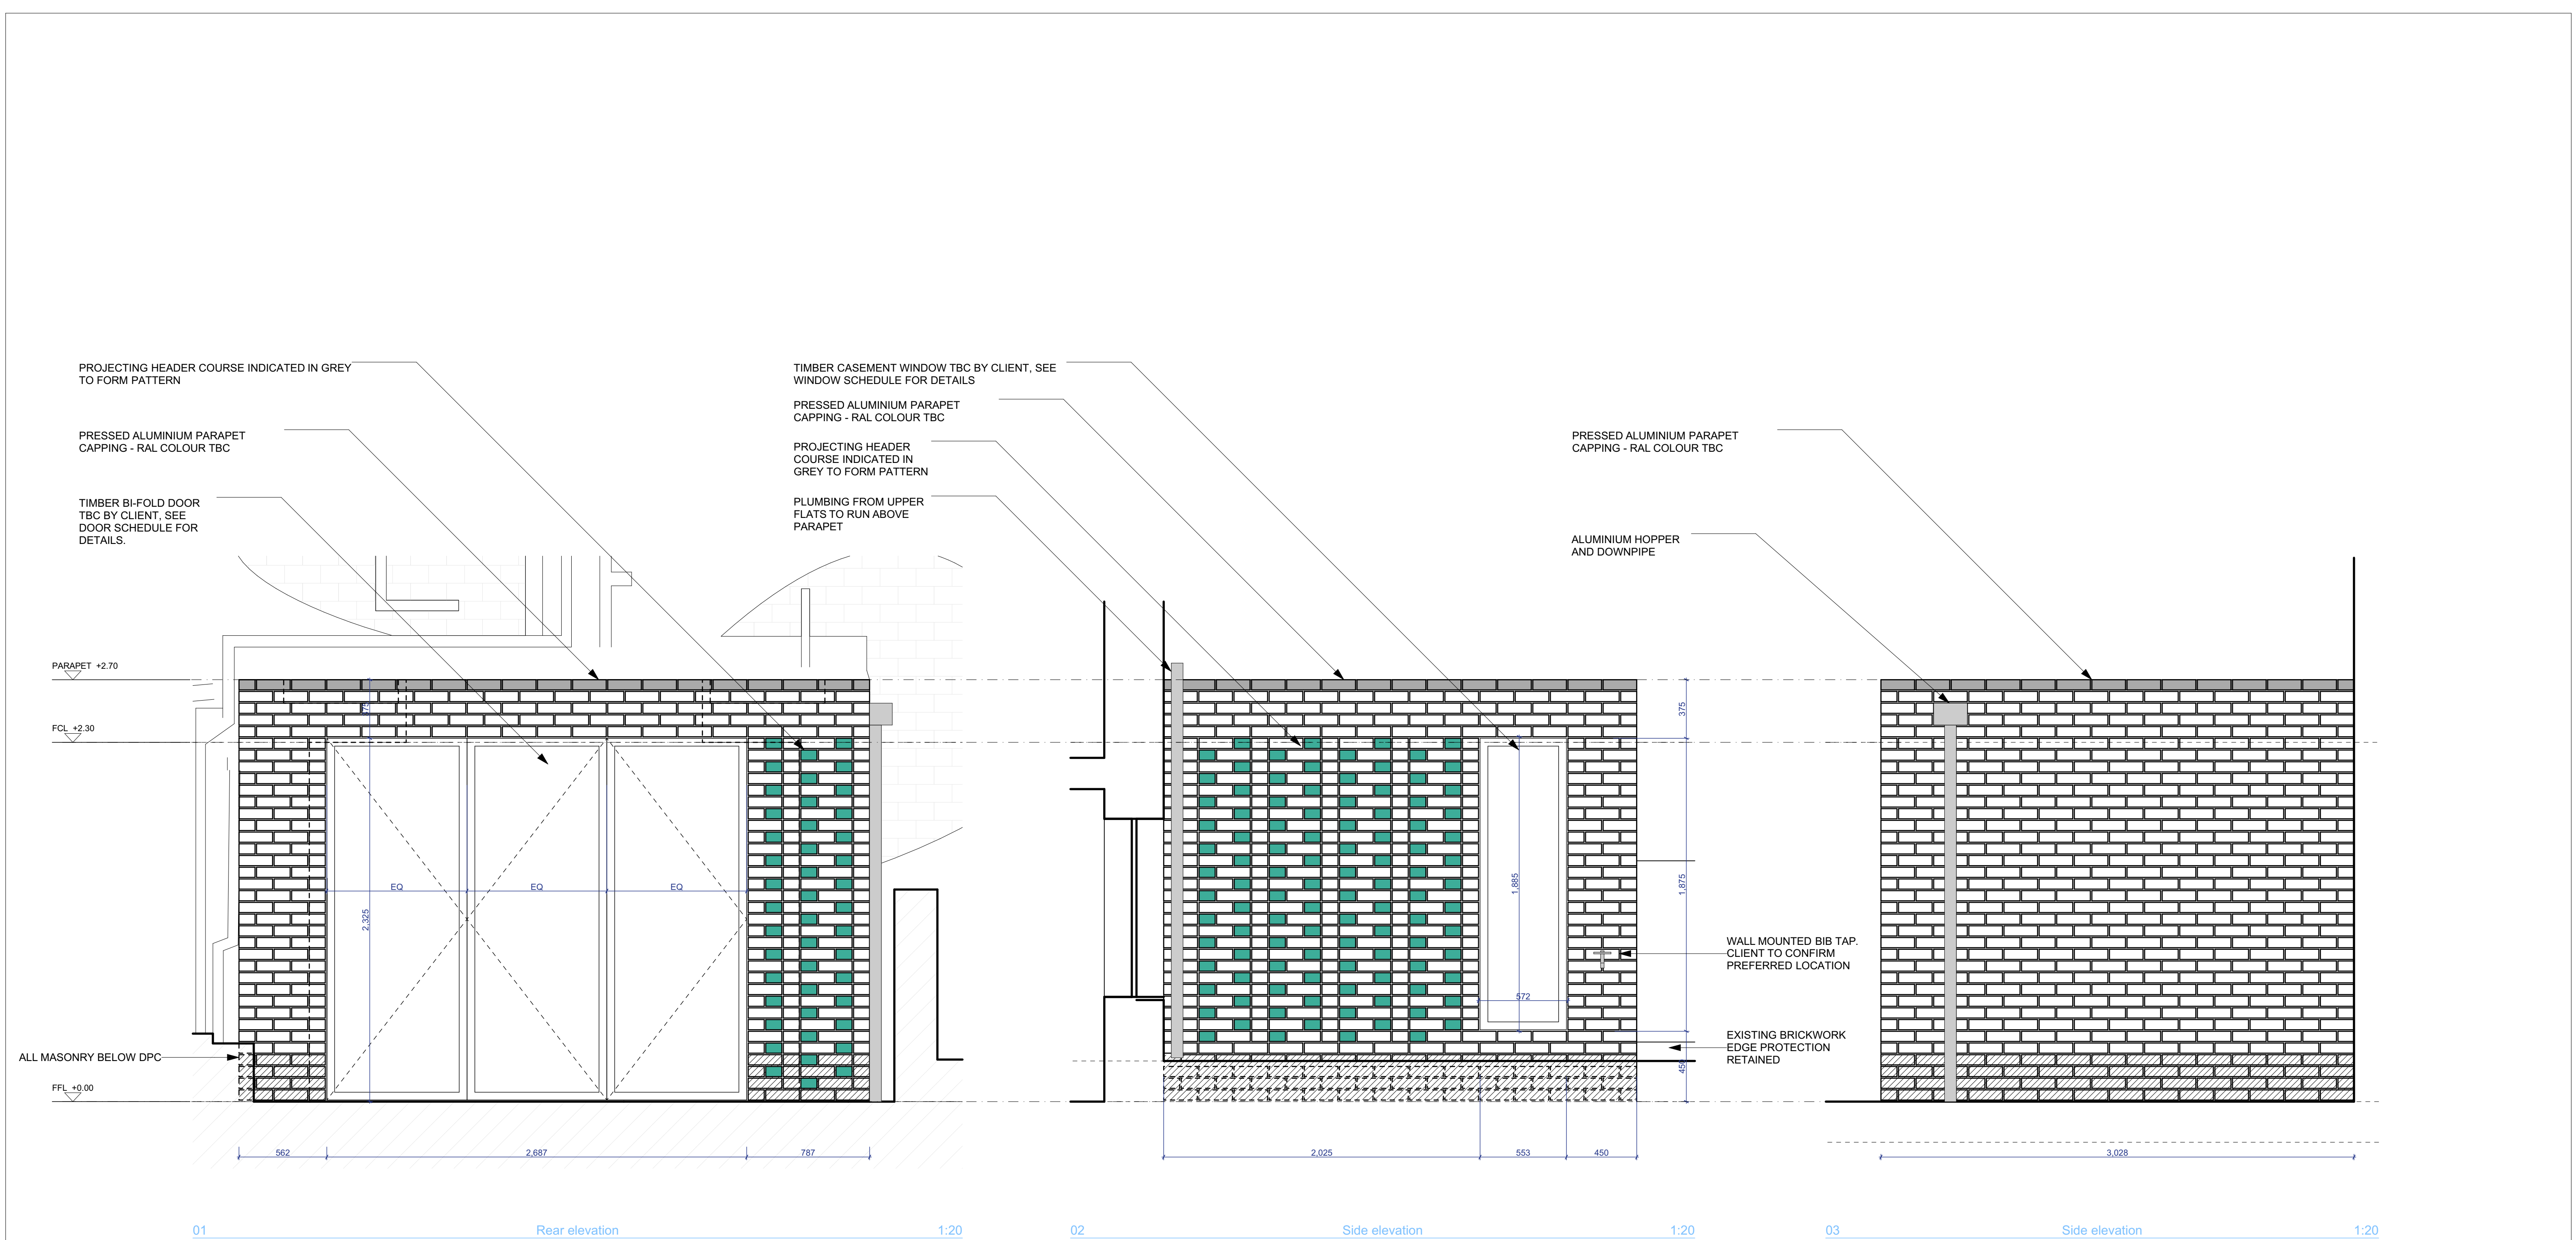 PROJECTING HEADER COURSE INDICATED IN GREY
TO FORM PATTERN
PRESSED ALUMINIUM PARAPET
CAPPING - RAL COLOUR TBC
TIMBER BI-FOLD DOOR
TBC BY CLIENT, SEE
DOOR SCHEDULE FOR
DETAILS.
PARAPET +2.70
FCL +2.30
ALL MASONRY BELOW DPC
FFL +0.00
375
EQ
EQ
EQ
2,325
562
2,687
787
01
Rear elevation
1:20
TIMBER CASEMENT WINDOW TBC BY CLIENT, SEE
WINDOW SCHEDULE FOR DETAILS
PRESSED ALUMINIUM PARAPET
CAPPING - RAL COLOUR TBC
PROJECTING HEADER
COURSE INDICATED IN
GREY TO FORM PATTERN
PLUMBING FROM UPPER
FLATS TO RUN ABOVE
PARAPET
375
1,885
1,875
572
450
WALL MOUNTED BIB TAP.
CLIENT TO CONFIRM
PREFERRED LOCATION
EXISTING BRICKWORK
EDGE PROTECTION
RETAINED
2,025
553
450
02
Side elevation
1:20
PRESSED ALUMINIUM PARAPET
CAPPING - RAL COLOUR TBC
ALUMINIUM HOPPER
AND DOWNPIPE
3,028
03
Side elevation
1:20